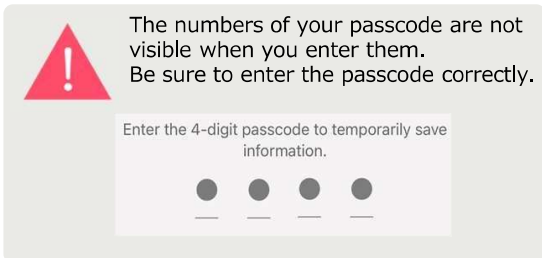 The numbers of your passcode are not
visible when you enter them.
Be sure to enter the passcode correctly.
Enter the 4-digit passcode to temporarily save
information.